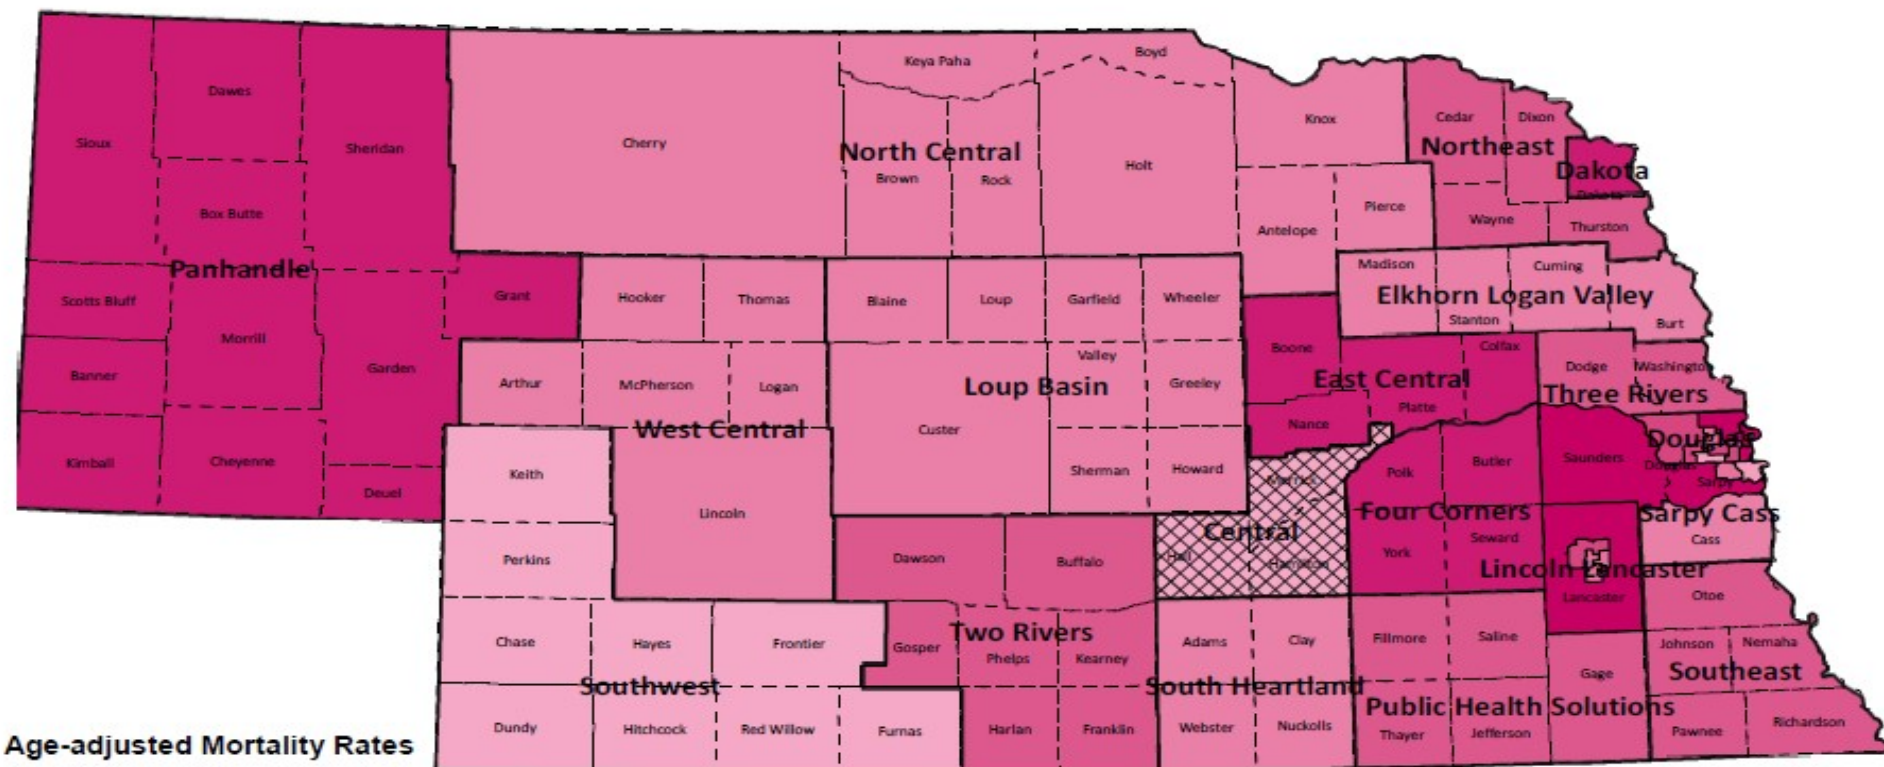 Keya Paha
Boyd
Dawes
Knox
Cedar
Dixon
Sioux
Sheridan
Cherry
North Central
Northeast
Holt
Dakota
Brown
Rock
Dakota
Box Butte
Pierce
Wayne
Thurston
Antelope
Panhandle
Madison
Cuming
Scotts Bluff
Grant
Hooker
Thomas
Blaine
Loup
Garfield
Wheeler
Elkhorn Logan Valley
Stanton
Burt
Morrill
Boone
Colfax
Banner
Garden
Arthur
McPherson
Logan
Valley
Loup Basin
Greeley
East Central
Dodge
Washington
Three Rivers
Platte
West Central
Custer
Nance
Douglas
Kimball
Cheyenne
Keith
Sherman
Howard
Polk
Butler
Saunders
Douglas
Deuel
Merrick
Sarpy
Lincoln
Four Corners
Sarpy Cass
Central
Seward
Cass
Perkins
Dawson
Buffalo
Hall
Hamilton
York
Lincoln Lancaster
Lancaster
Otoe
Chase
Hayes
Frontier
Gosper
Two Rivers
Phelps
Kearney
Adams
Clay
Fillmore
Saline
Johnson
Nemaha
Southwest
South Heartland
Gage
Southeast
Public Health Solutions
Dundy
Hitchcock
Red Willow
Furnas
Harlan
Franklin
Webster
Nuckolls
Thayer
Jefferson
Pawnee
Richardson
Age-adjusted Mortality Rates